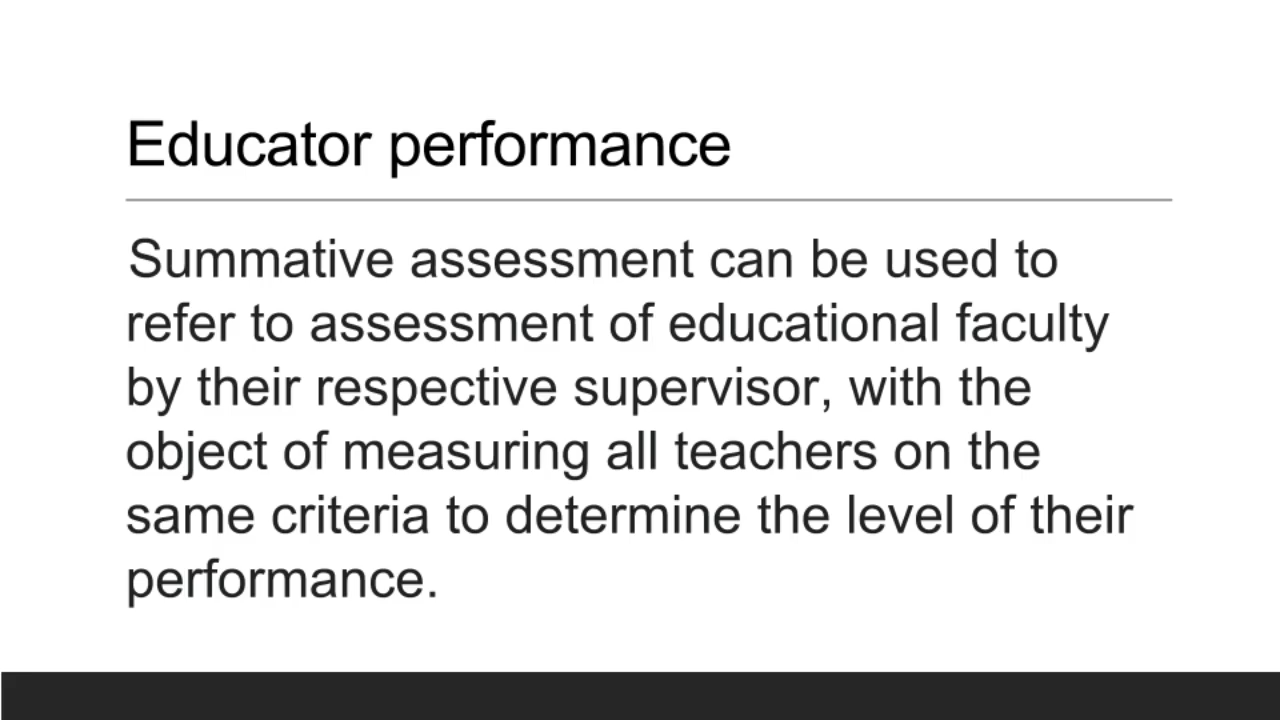 Educator performance
Summative assessment can be used to
refer to assessment of educational faculty
by their respective supervisor, with the
object of measuring all teachers on the
same criteria to determine the level of their
performance.